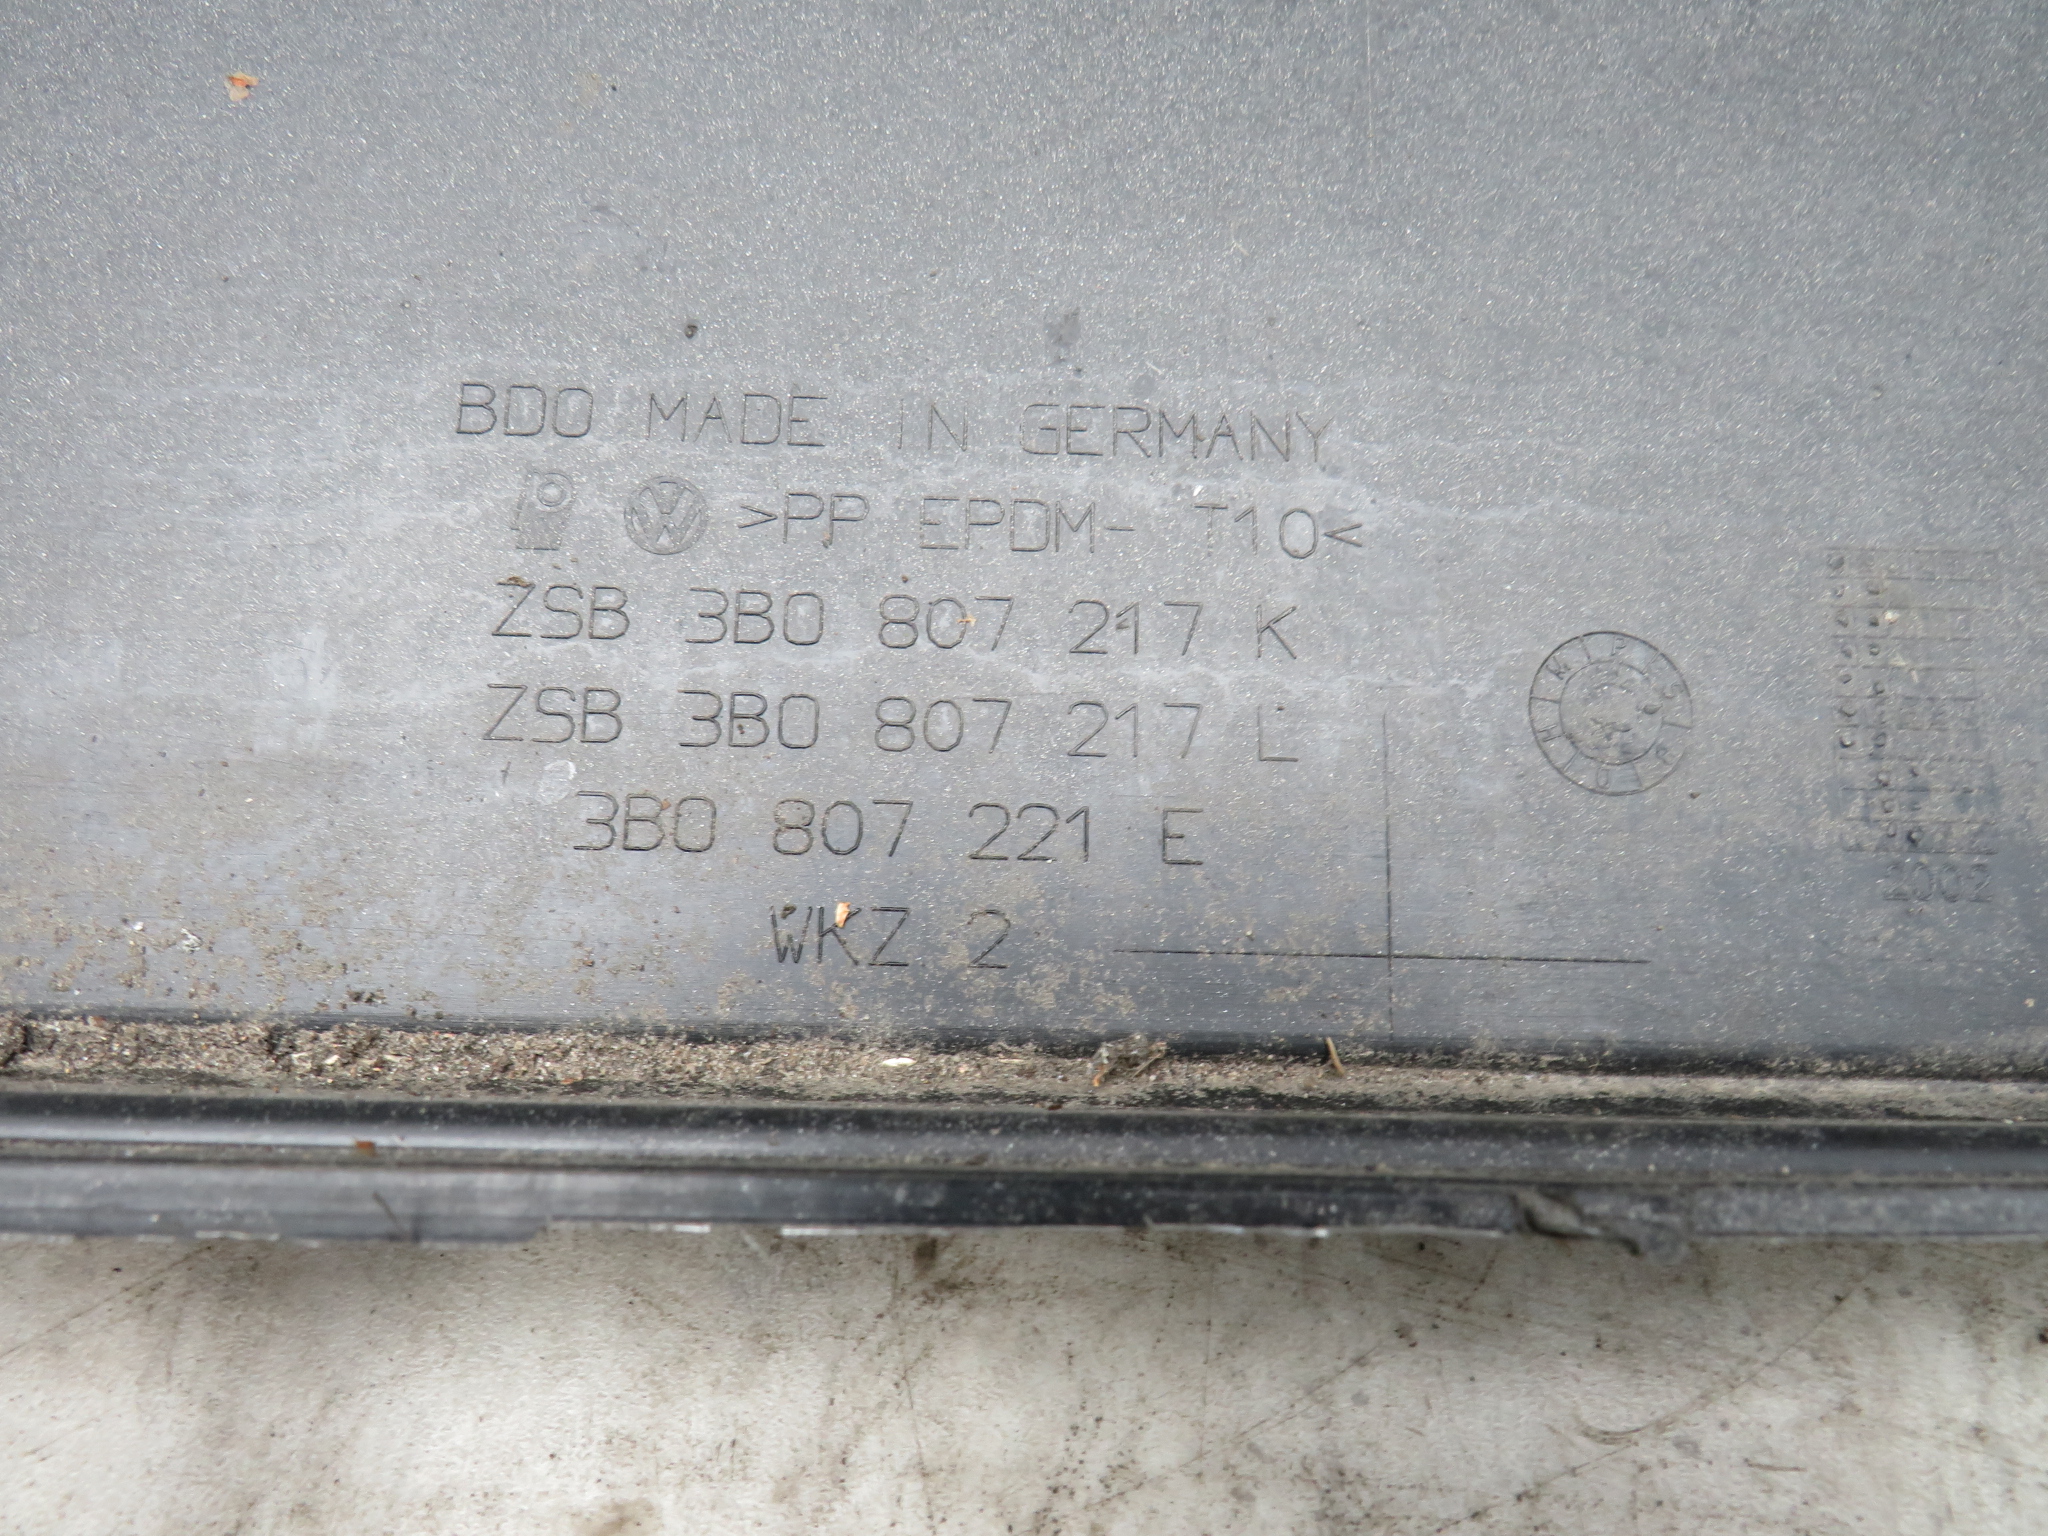 BDO MADE IN GERMANY
>PP EPDM- T10<
ZSB 3B0 807 217 K
ZSB 3B0 807 217 L
3B0 807 221 E
WKZ 2
2002